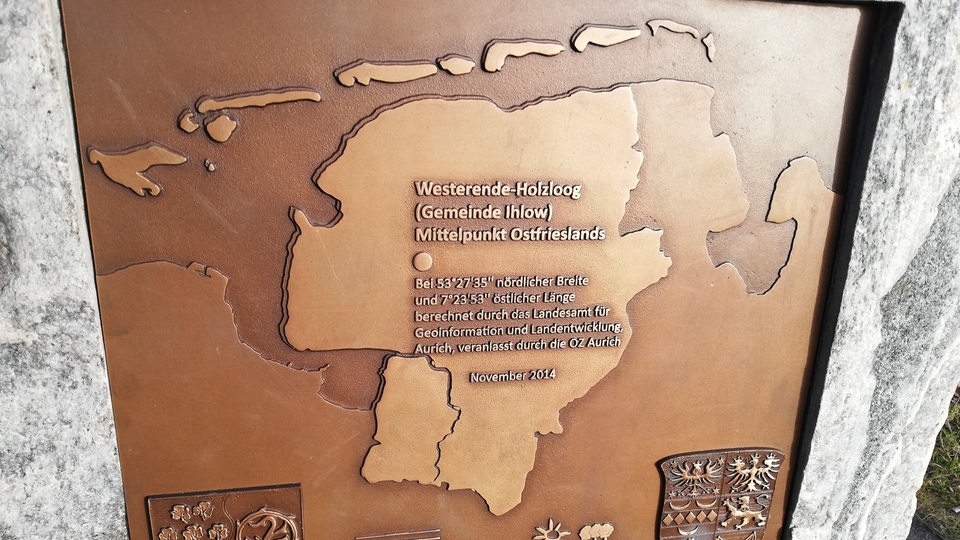 Westerende-Holzloog
(Gemeinde Ihlow)
Mittelpunkt Ostfrieslands
Bei 53°27'35" nördlicher Breite
und 7°23'53" östlicher Länge
berechnet durch das Landesamt für
Geoinformation und Landentwicklung,
Aurich, veranlasst durch die OZ Aurich
November 2014